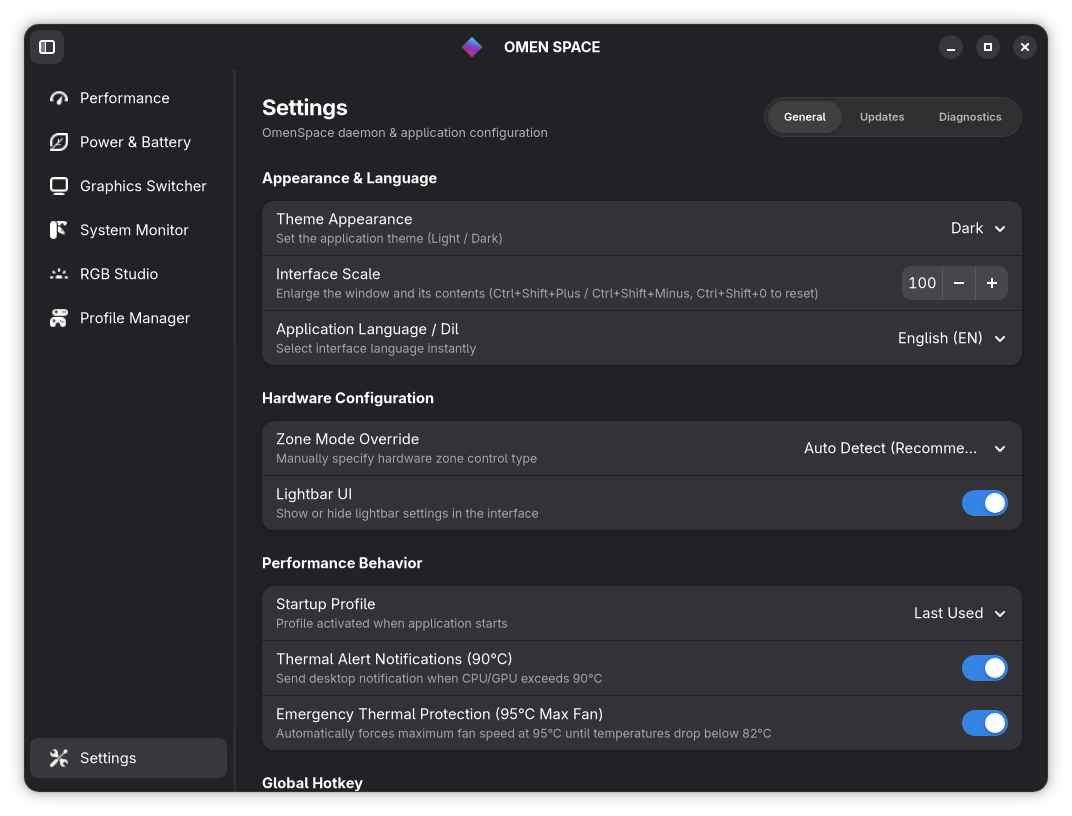 OMEN SPACE
Performance
Power & Battery
Graphics Switcher
System Monitor
RGB Studio
Profile Manager
Settings
Settings
OmenSpace daemon & application configuration
General
Updates
Diagnostics
Appearance & Language
Theme Appearance
Set the application theme (Light / Dark)
Dark
Interface Scale
Enlarge the window and its contents (Ctrl+Shift+Plus / Ctrl+Shift+Minus, Ctrl+Shift+0 to reset)
100
Application Language / Dil
Select interface language instantly
English (EN)
Hardware Configuration
Zone Mode Override
Manually specify hardware zone control type
Auto Detect (Recomme...
Lightbar UI
Show or hide lightbar settings in the interface
Performance Behavior
Startup Profile
Profile activated when application starts
Last Used
Thermal Alert Notifications (90°C)
Send desktop notification when CPU/GPU exceeds 90°C
Emergency Thermal Protection (95°C Max Fan)
Automatically forces maximum fan speed at 95°C until temperatures drop below 82°C
Global Hotkey